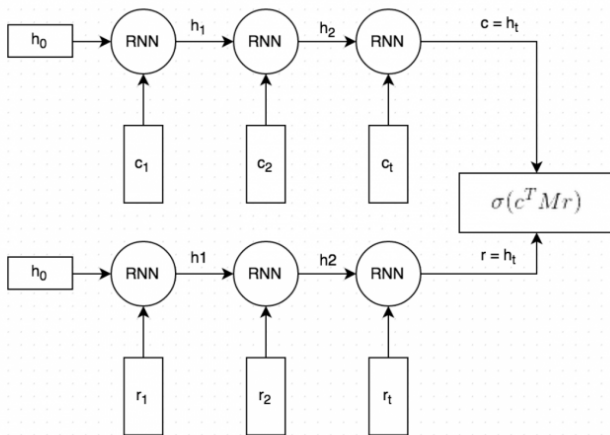 h₁ h₂ c = hₜ
h₀ RNN RNN RNN
c₁ c₂ cₜ
σ(cᵀMr)
h1 h2 r = hₜ
h₀ RNN RNN RNN
r₁ r₂ rₜ